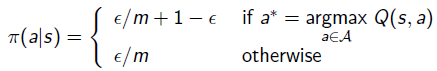 π(a|s) = { ϵ/m + 1 − ϵ if a* = argmax Q(s, a)
a∈𝒜
ϵ/m otherwise